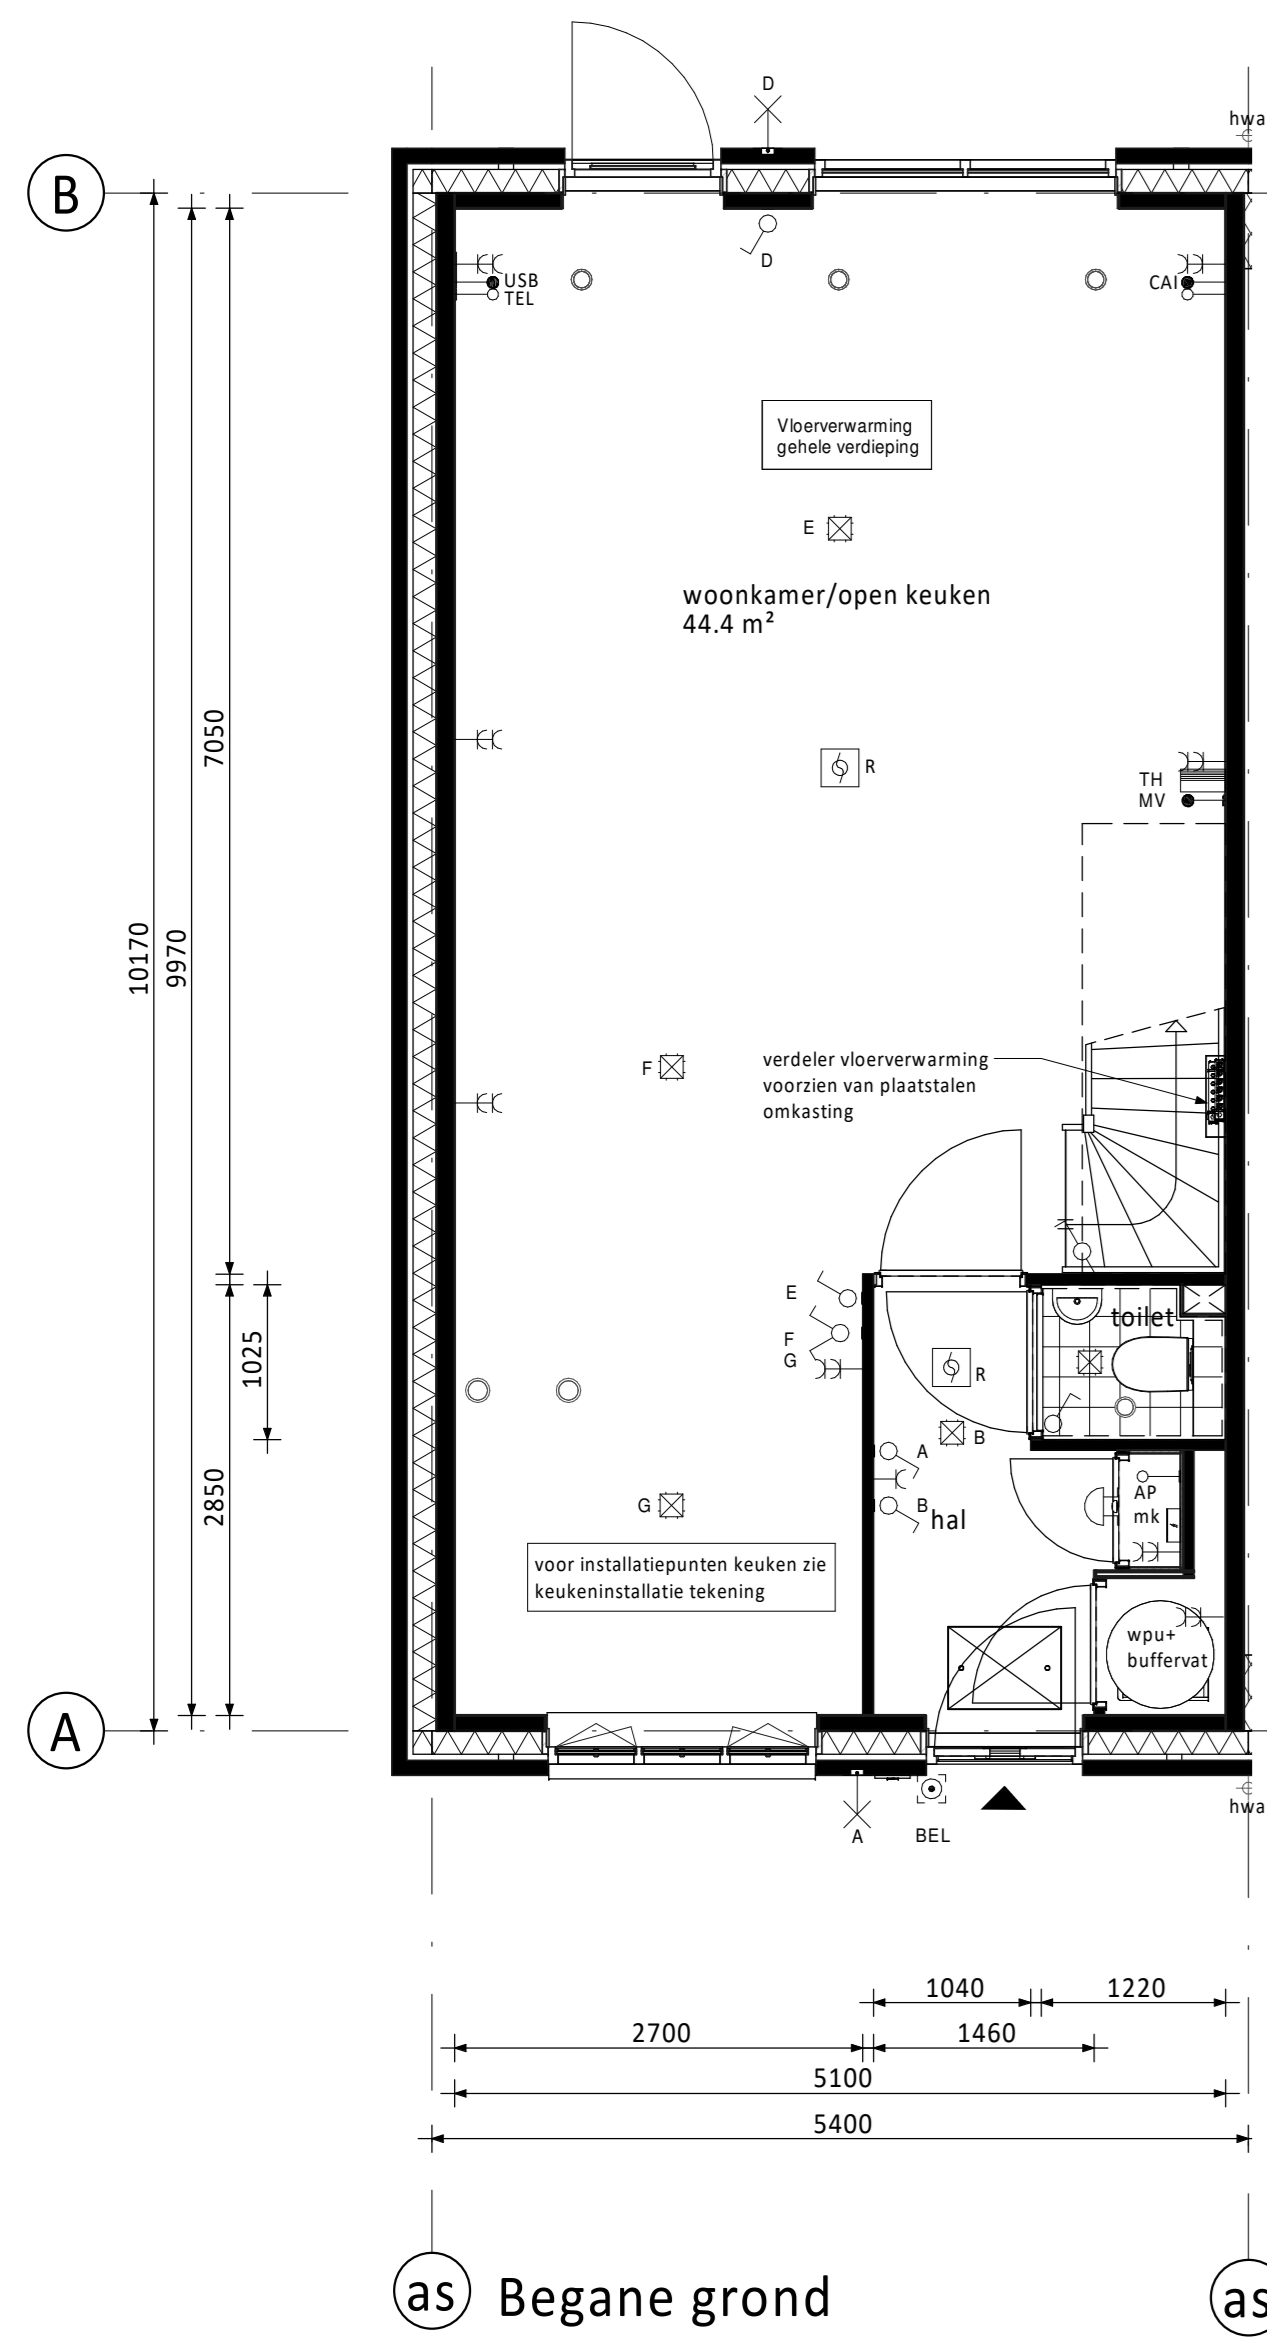 D
hwa
B
D
USB
TEL
CAI
Vloerverwarming
gehele verdieping
E
woonkamer/open keuken
44.4 m²
7050
R
TH
MV
10170
9970
F
verdeler vloerverwarming
voorzien van plaatstalen
omkasting
E
F
G
toilet
1025
R
B
A
2850
G
B
hal
AP
mk
voor installatiepunten keuken zie
keukeninstallatie tekening
wpu+
buffervat
A
A
BEL
hwa
1040
1220
2700
1460
5100
5400
as
Begane grond
as